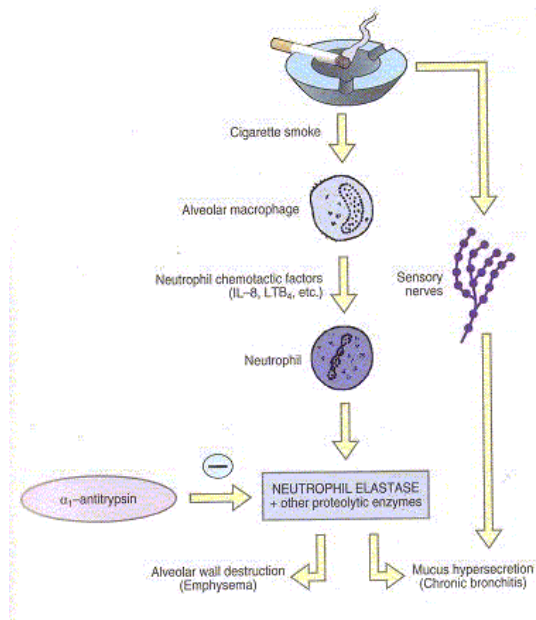 Cigarette smoke
Alveolar macrophage
Neutrophil chemotactic factors
(IL–8, LTB₄, etc.)
Sensory
nerves
Neutrophil
α₁–antitrypsin
NEUTROPHIL ELASTASE
+ other proteolytic enzymes
Alveolar wall destruction
(Emphysema)
Mucus hypersecretion
(Chronic bronchitis)